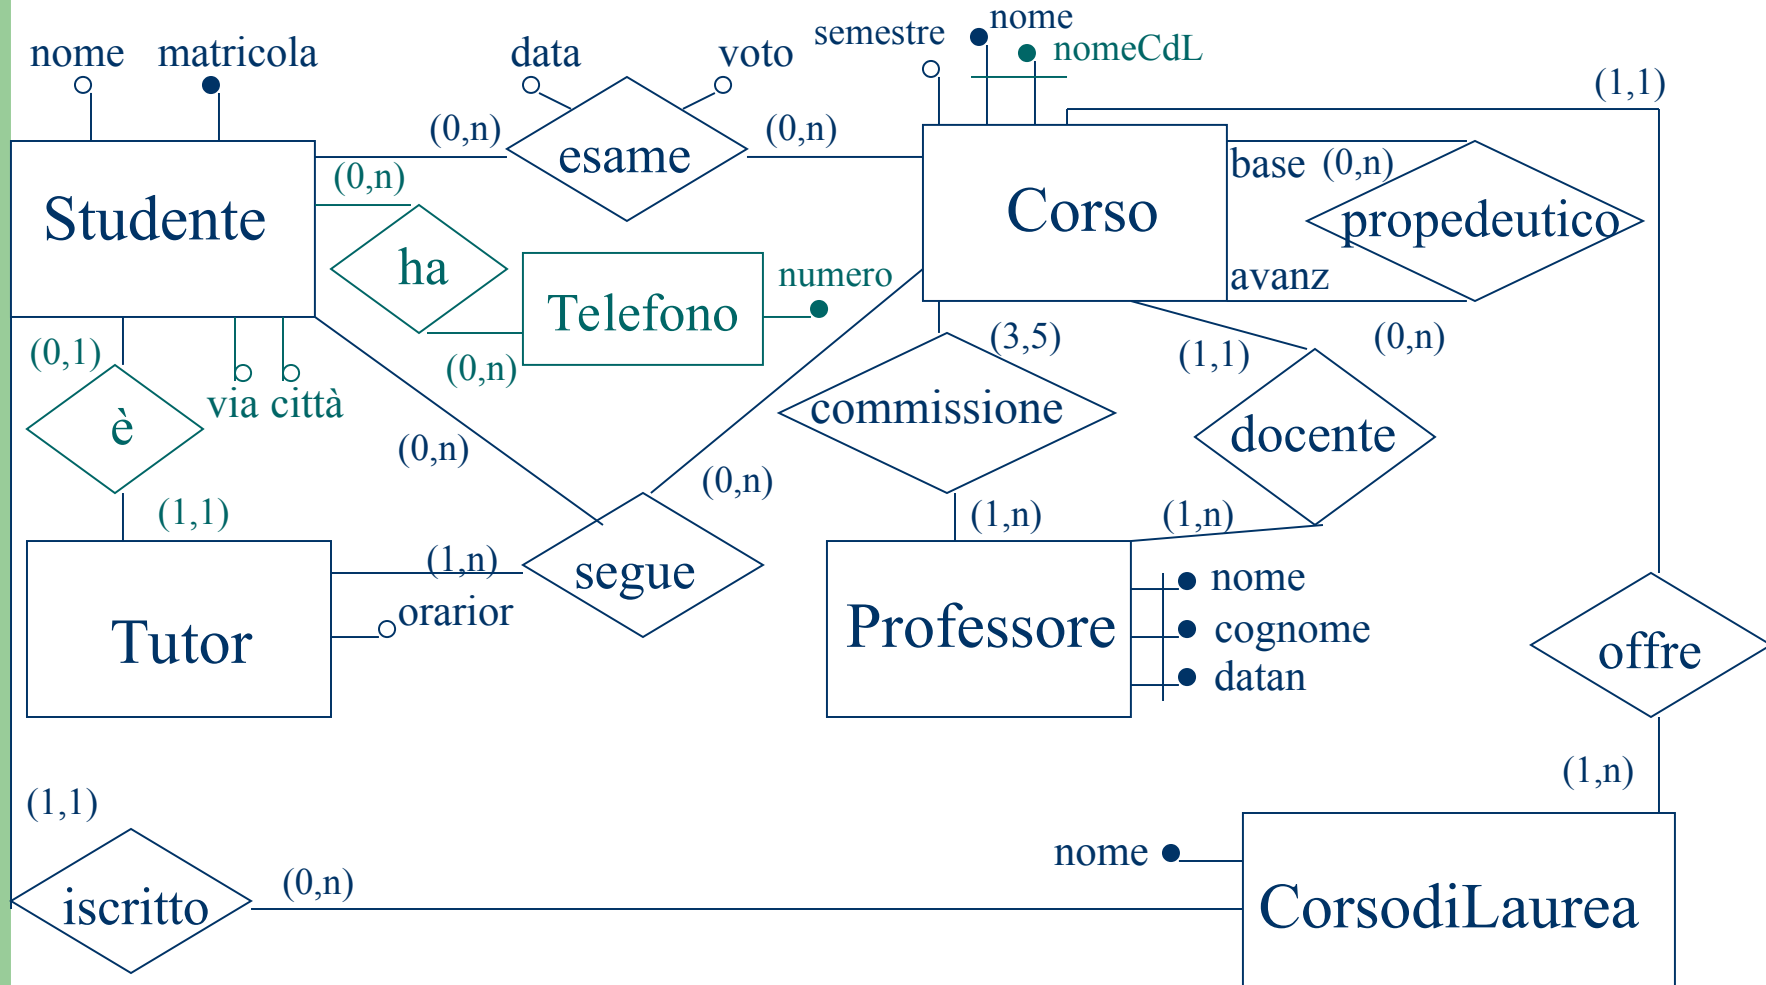 nome
semestre
nomeCdL
nome
matricola
data
voto
(1,1)
(0,n)
(0,n)
esame
base
(0,n)
(0,n)
Studente
Corso
propedeutico
ha
numero
avanz
Telefono
(3,5)
(0,n)
(0,1)
(1,1)
(0,n)
via
città
commissione
è
docente
(0,n)
(0,n)
(1,1)
(1,n)
(1,n)
(1,n)
segue
nome
orarior
Professore
cognome
Tutor
offre
datan
(1,n)
(1,1)
nome
(0,n)
iscritto
CorsodiLaurea